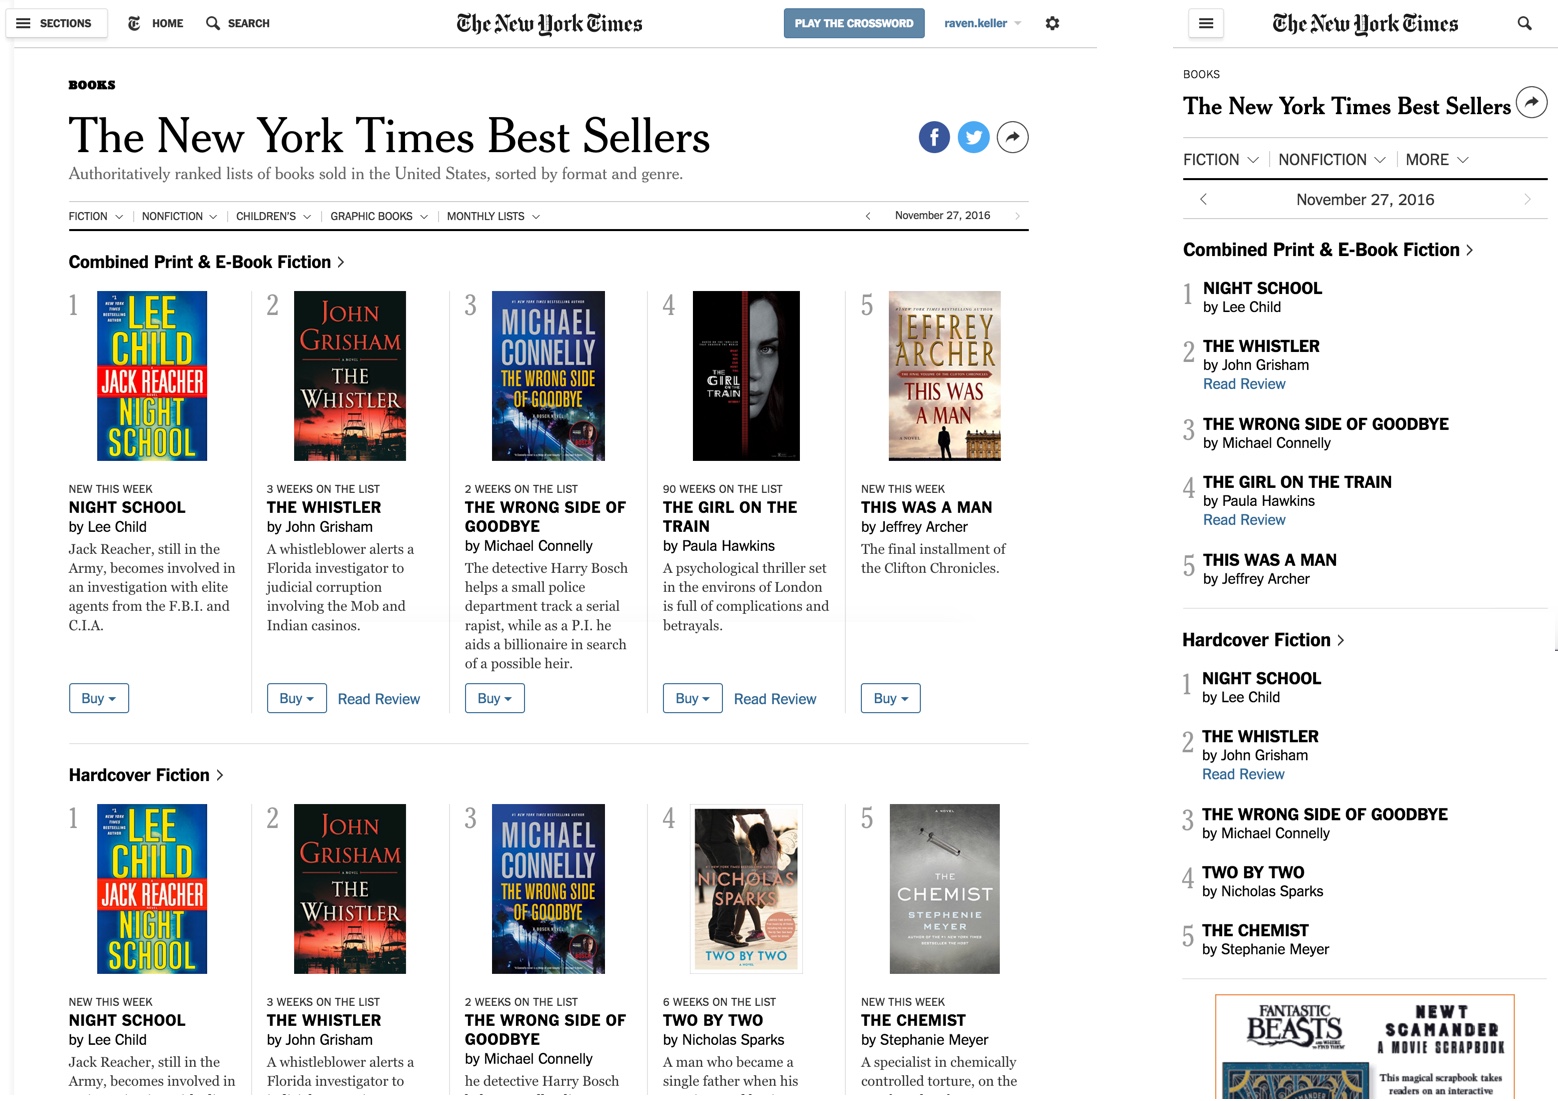 SECTIONS
HOME
SEARCH
The New York Times
PLAY THE CROSSWORD
raven.keller
BOOKS
The New York Times Best Sellers
Authoritatively ranked lists of books sold in the United States, sorted by format and genre.
FICTION
NONFICTION
CHILDREN'S
GRAPHIC BOOKS
MONTHLY LISTS
November 27, 2016
Combined Print & E-Book Fiction
1
LEE
CHILD
JACK REACHER
NIGHT
SCHOOL
NEW THIS WEEK
NIGHT SCHOOL
by Lee Child
Jack Reacher, still in the
Army, becomes involved in
an investigation with elite
agents from the F.B.I. and
C.I.A.
Buy
2
JOHN
GRISHAM
THE
WHISTLER
3 WEEKS ON THE LIST
THE WHISTLER
by John Grisham
A whistleblower alerts a
Florida investigator to
judicial corruption
involving the Mob and
Indian casinos.
Buy
Read Review
3
MICHAEL
CONNELLY
THE WRONG SIDE
OF GOODBYE
2 WEEKS ON THE LIST
THE WRONG SIDE OF
GOODBYE
by Michael Connelly
The detective Harry Bosch
helps a small police
department track a serial
rapist, while as a P.I. he
aids a billionaire in search
of a possible heir.
Buy
4
THE
GIRL
ON THE
TRAIN
90 WEEKS ON THE LIST
THE GIRL ON THE
TRAIN
by Paula Hawkins
A psychological thriller set
in the environs of London
is full of complications and
betrayals.
Buy
Read Review
5
JEFFREY
ARCHER
THIS WAS
A MAN
NEW THIS WEEK
THIS WAS A MAN
by Jeffrey Archer
The final installment of
the Clifton Chronicles.
Buy
Hardcover Fiction
1
LEE
CHILD
JACK REACHER
NIGHT
SCHOOL
NEW THIS WEEK
NIGHT SCHOOL
by Lee Child
Jack Reacher, still in the
Army, becomes involved in
2
JOHN
GRISHAM
THE
WHISTLER
3 WEEKS ON THE LIST
THE WHISTLER
by John Grisham
A whistleblower alerts a
Florida investigator to
3
MICHAEL
CONNELLY
THE WRONG SIDE
OF GOODBYE
2 WEEKS ON THE LIST
THE WRONG SIDE OF
GOODBYE
by Michael Connelly
he detective Harry Bosch
4
NICHOLAS
SPARKS
TWO BY TWO
6 WEEKS ON THE LIST
TWO BY TWO
by Nicholas Sparks
A man who became a
single father when his
5
A NOVEL
THE
CHEMIST
STEPHENIE
MEYER
NEW THIS WEEK
THE CHEMIST
by Stephenie Meyer
A specialist in chemically
controlled torture, on the
The New York Times
BOOKS
The New York Times Best Sellers
FICTION
NONFICTION
MORE
November 27, 2016
Combined Print & E-Book Fiction
1
NIGHT SCHOOL
by Lee Child
2
THE WHISTLER
by John Grisham
Read Review
3
THE WRONG SIDE OF GOODBYE
by Michael Connelly
4
THE GIRL ON THE TRAIN
by Paula Hawkins
Read Review
5
THIS WAS A MAN
by Jeffrey Archer
Hardcover Fiction
1
NIGHT SCHOOL
by Lee Child
2
THE WHISTLER
by John Grisham
Read Review
3
THE WRONG SIDE OF GOODBYE
by Michael Connelly
4
TWO BY TWO
by Nicholas Sparks
5
THE CHEMIST
by Stephanie Meyer
FANTASTIC
BEASTS
AND WHERE
TO FIND THEM
NEWT
SCAMANDER
A MOVIE SCRAPBOOK
This magical scrapbook takes
readers on an interactive